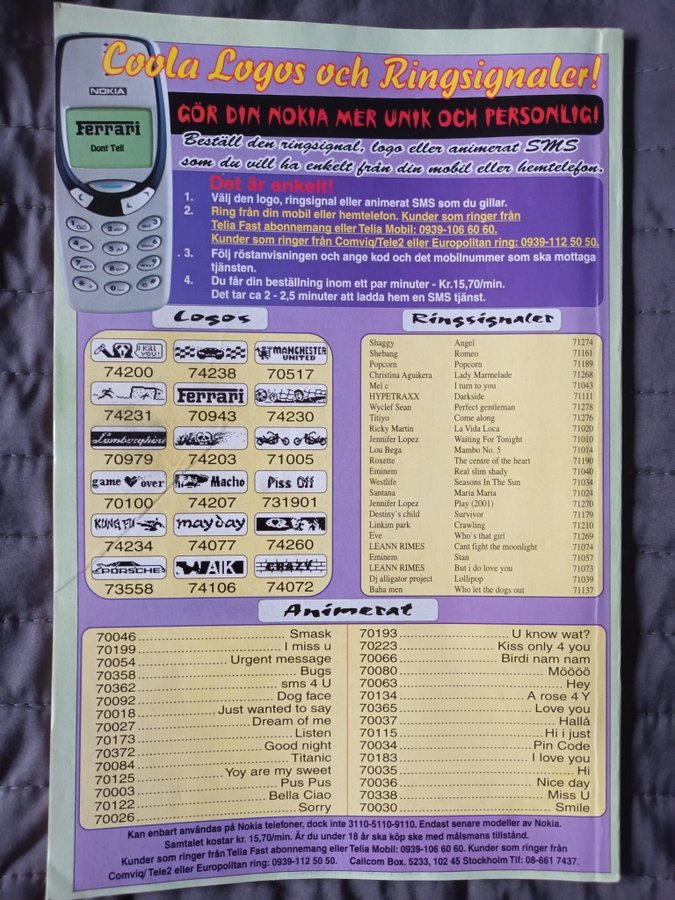 Coola Logos och Ringsignaler!
GÖR DIN NOKIA MER UNIK OCH PERSONLIG!
Beställ den ringsignal, logo eller animerat SMS
som du vill ha enkelt från din mobil eller hemtelefon.
NOKIA
Ferrari
Dont Tell
Det är enkelt!
1. Välj den logo, ringsignal eller animerat SMS som du gillar.
2. Ring från din mobil eller hemtelefon. Kunder som ringer från
Telia Fast abonnemang eller Telia Mobil: 0939-106 60 60.
Kunder som ringer från Comviq/Tele2 eller Europolitan ring: 0939-112 50 50.
3. Följ röstanvisningen och ange kod och det mobilnummer som ska mottaga
tjänsten.
4. Du får din beställning inom ett par minuter - Kr.15,70/min.
Det tar ca 2 - 2,5 minuter att ladda hem en SMS tjänst.
Logos
I'll Kill YOU! MANCHESTER UNITED
74200 74238 70517
Ferrari
74231 70943 74230
Lamborghini
70979 74203 71005
game over Macho Piss Off
70100 74207 731901
KUNG FU mayday
74234 74077 74260
PORSCHE AIK CRAZY
73558 74106 74072
Ringsignaler
Shaggy Angel 71274
Shebang Romeo 71161
Popcorn Popcorn 71189
Christina Aguikera Lady Marmelade 71268
Mel c I turn to you 71043
HYPETRAXX Darkside 71111
Wyclef Sean Perfect gentleman 71278
Titiyo Come along 71276
Ricky Martin La Vida Loca 71020
Jennifer Lopez Waiting For Tonight 71010
Lou Bega Mambo No. 5 71014
Roxette The centre of the heart 71190
Eminem Real slim shady 71040
Westlife Seasons In The Sun 71034
Santana Maria Maria 71024
Jennifer Lopez Play (2001) 71270
Destiny´s child Survivor 71179
Linkin park Crawling 71210
Eve Who´s that girl 71269
LEANN RIMES Cant fight the moonlight 71074
Eminem Stan 71057
LEANN RIMES But i do love you 71073
Dj alligator project Lollipop 71039
Baha men Who let the dogs out 71137
Animerat
70046 Smask
70199 I miss u
70054 Urgent message
70358 Bugs
70362 sms 4 U
70092 Dog face
70018 Just wanted to say
70027 Dream of me
70173 Listen
70372 Good night
70084 Titanic
70125 Yoy are my sweet
70003 Pus Pus
70122 Bella Ciao
70026 Sorry
70193 U know wat?
70223 Kiss only 4 you
70066 Birdi nam nam
70080 Möööö
70063 Hey
70134 A rose 4 Y
70365 Love you
70037 Hallå
70115 Hi i just
70034 Pin Code
70183 I love you
70035 Hi
70036 Nice day
70338 Miss U
70030 Smile
Kan enbart användas på Nokia telefoner, dock inte 3110-5110-9110. Endast senare modeller av Nokia.
Samtalet kostar kr. 15,70/min. Är du under 18 år ska köp ske med målsmans tillstånd.
Kunder som ringer från Telia Fast abonnemang eller Telia Mobil: 0939-106 60 60. Kunder som ringer från
Comviq/ Tele2 eller Europolitan ring: 0939-112 50 50. Callcom Box. 5233, 102 45 Stockholm Tlf: 08-661 7437.